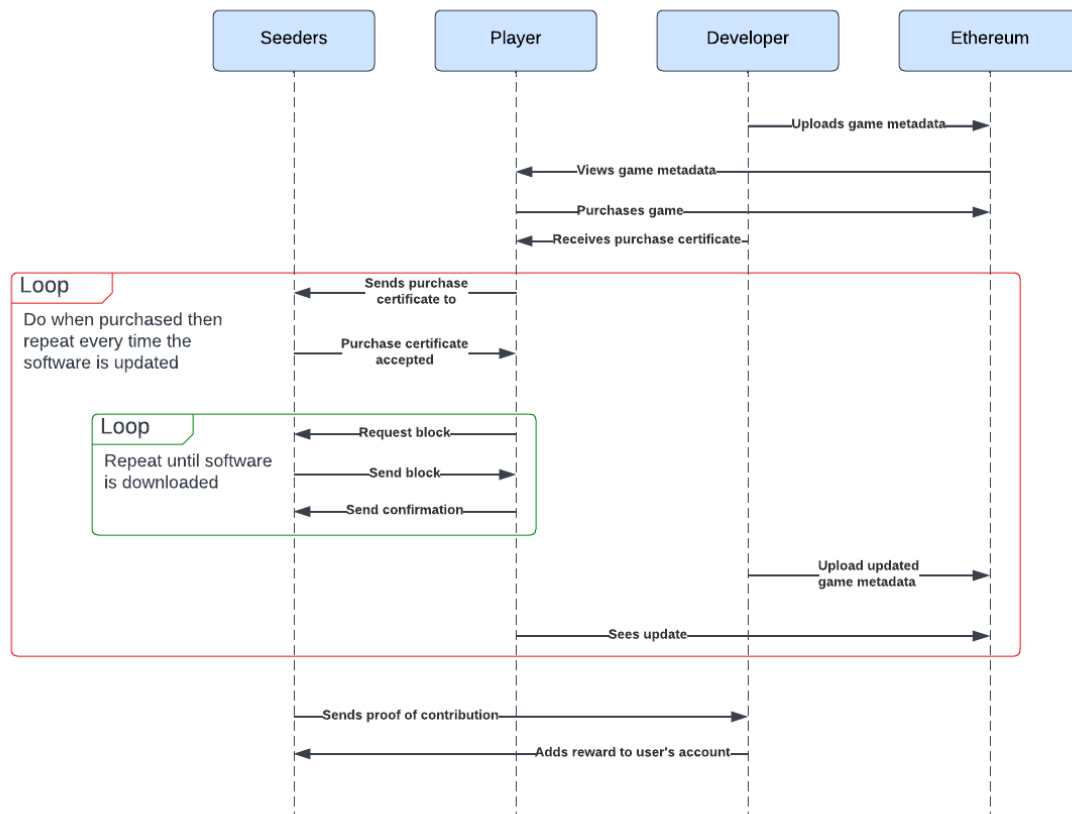 Seeders
Player
Developer
Ethereum
Uploads game metadata
Views game metadata
Purchases game
Receives purchase certificate
Loop
Do when purchased then
repeat every time the
software is updated
Sends purchase
certificate to
Purchase certificate
accepted
Loop
Repeat until software
is downloaded
Request block
Send block
Send confirmation
Upload updated
game metadata
Sees update
Sends proof of contribution
Adds reward to user's account